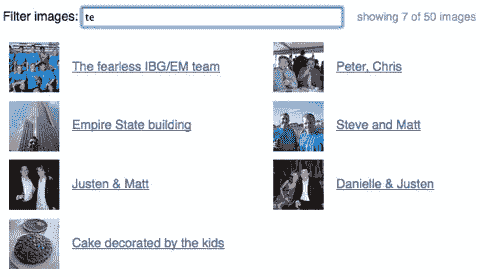 Filter images: te showing 7 of 50 images
The fearless IBG/EM team Peter, Chris
Empire State building Steve and Matt
Justen & Matt Danielle & Justen
Cake decorated by the kids